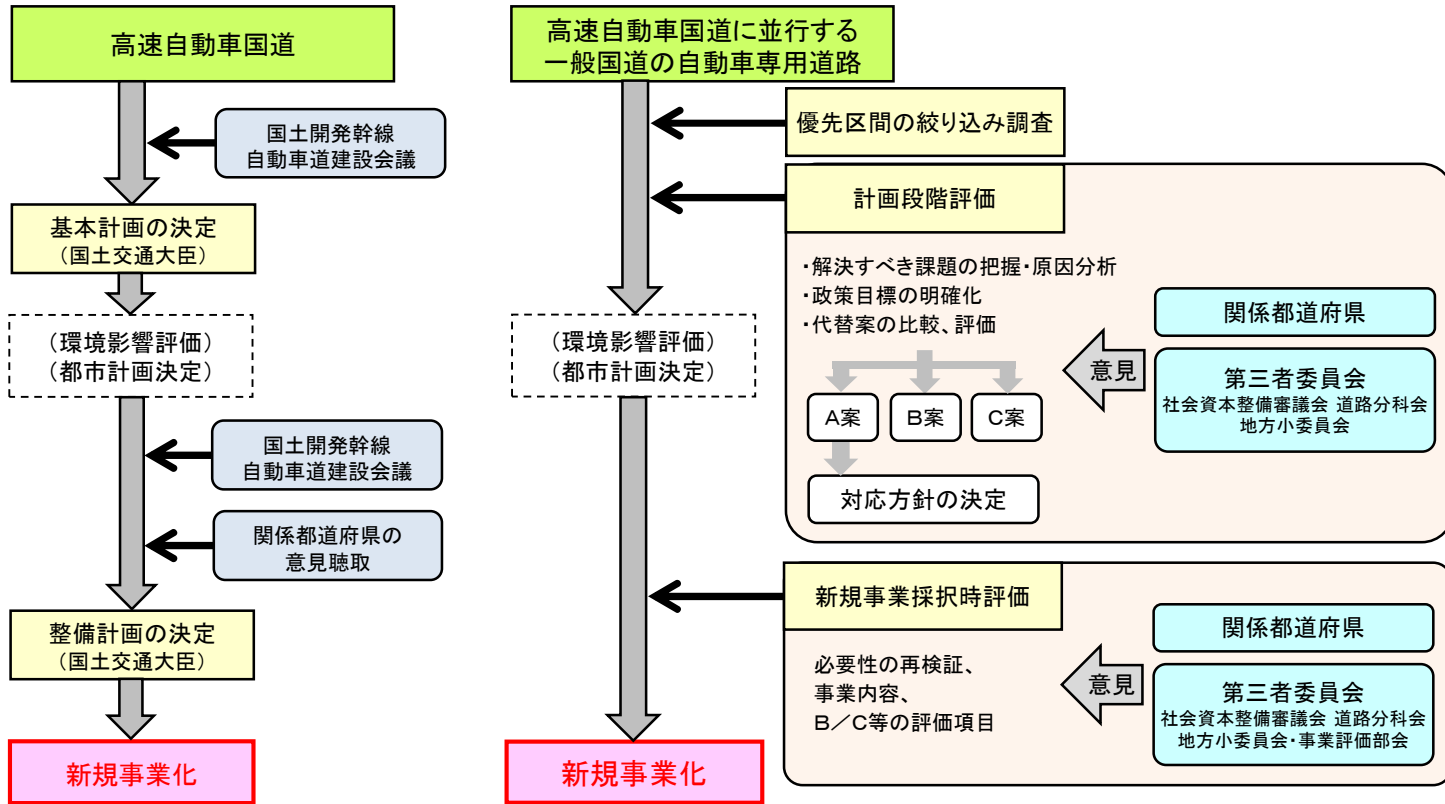 高速自動車国道
国土開発幹線
自動車道建設会議
基本計画の決定
（国土交通大臣）
（環境影響評価）
（都市計画決定）
国土開発幹線
自動車道建設会議
関係都道府県の
意見聴取
整備計画の決定
（国土交通大臣）
新規事業化
高速自動車国道に並行する
一般国道の自動車専用道路
優先区間の絞り込み調査
計画段階評価
・解決すべき課題の把握・原因分析
・政策目標の明確化
・代替案の比較、評価
A案
B案
C案
対応方針の決定
意見
関係都道府県
第三者委員会
社会資本整備審議会 道路分科会
地方小委員会
（環境影響評価）
（都市計画決定）
新規事業採択時評価
必要性の再検証、
事業内容、
B／C等の評価項目
意見
関係都道府県
第三者委員会
社会資本整備審議会 道路分科会
地方小委員会・事業評価部会
新規事業化